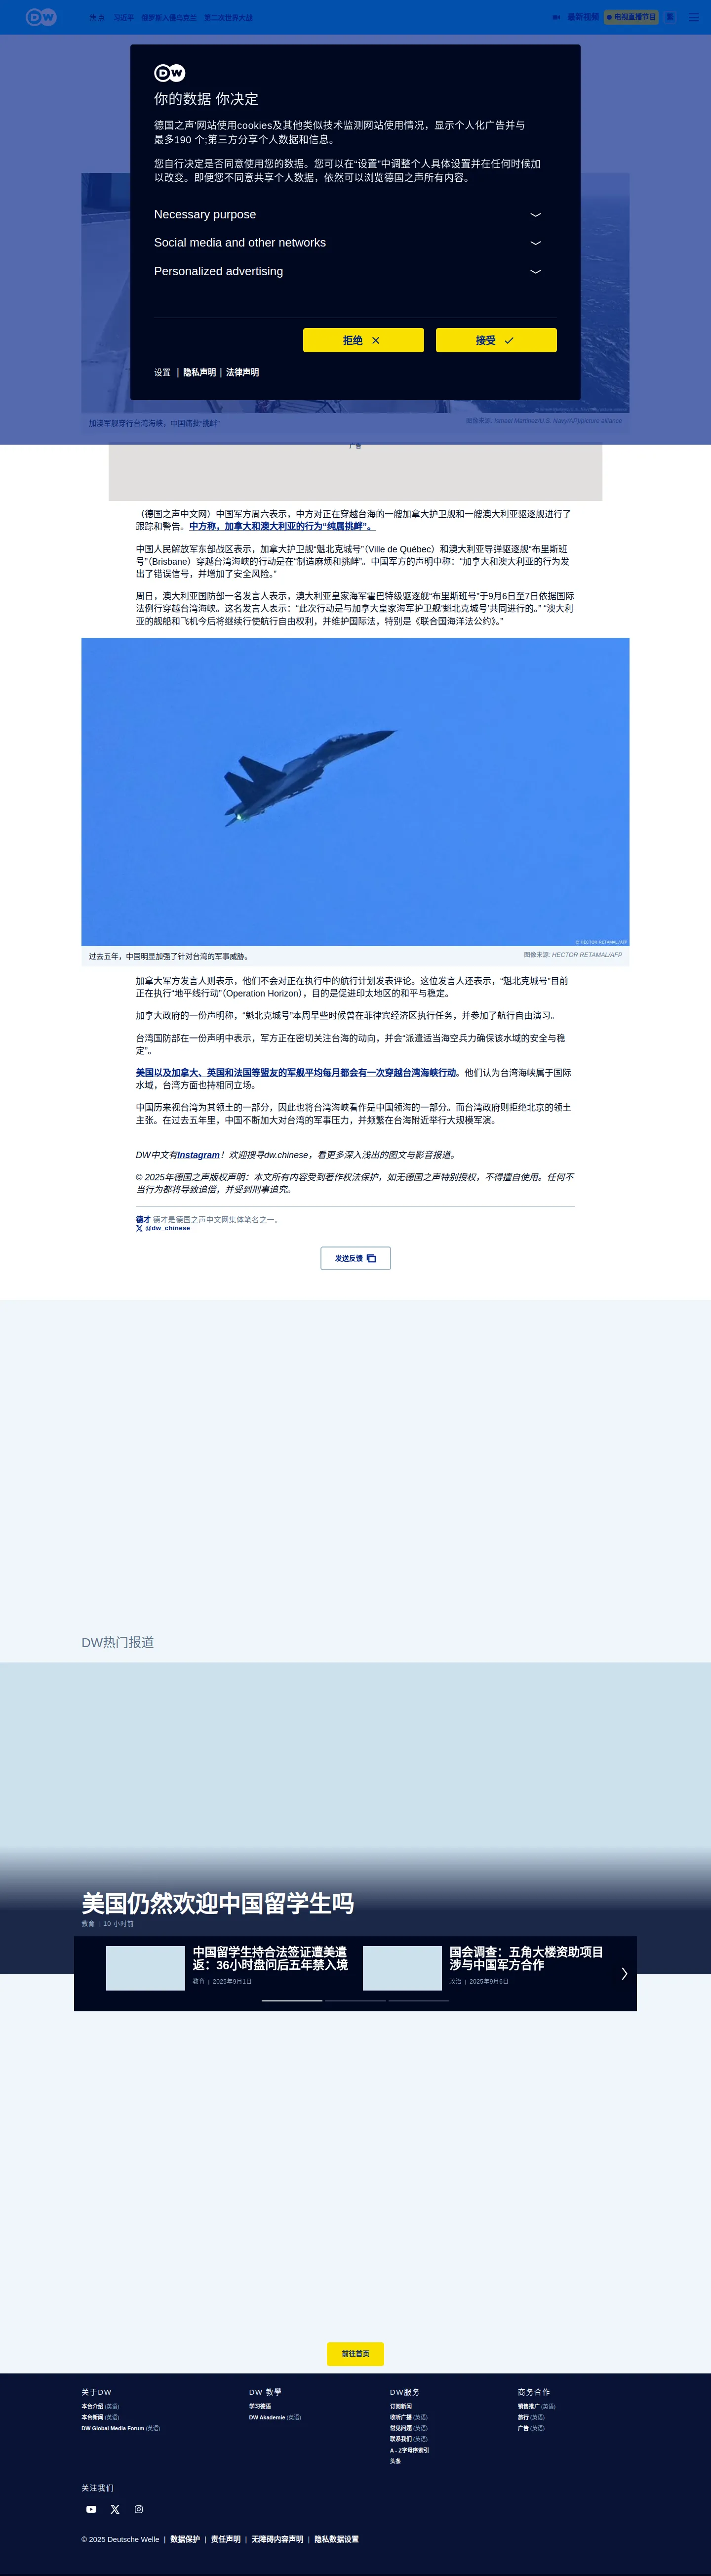 DW
热点 习近平 俄罗斯入侵乌克兰 第二次世界大战
最新视频
电视直播节目
繁
DW
你的数据 你决定
德国之声'网站使用cookies及其他类似技术监测网站使用情况，显示个人化广告并与
最多190 个;第三方分享个人数据和信息。
您自行决定是否同意使用您的数据。您可以在“设置”中调整个人具体设置并在任何时候加
以改变。即便您不同意共享个人数据，依然可以浏览德国之声所有内容。
Necessary purpose
Social media and other networks
Personalized advertising
拒绝
接受
设置 | 隐私声明 | 法律声明
加澳军舰穿行台湾海峡，中国痛批“挑衅”
图像来源: Ismael Martinez/U.S. Navy/AP/picture alliance
广告
（德国之声中文网）中国军方周六表示，中方对正在穿越台海的一艘加拿大护卫舰和一艘澳大利亚驱逐舰进行了
跟踪和警告。中方称，加拿大和澳大利亚的行为“纯属挑衅”。
中国人民解放军东部战区表示，加拿大护卫舰“魁北克城号”（Ville de Québec）和澳大利亚导弹驱逐舰“布里斯班
号”（Brisbane）穿越台湾海峡的行动是在“制造麻烦和挑衅”。中国军方的声明中称：“加拿大和澳大利亚的行为发
出了错误信号，并增加了安全风险。”
周日，澳大利亚国防部一名发言人表示，澳大利亚皇家海军霍巴特级驱逐舰“布里斯班号”于9月6日至7日依据国际
法例行穿越台湾海峡。这名发言人表示：“此次行动是与加拿大皇家海军护卫舰‘魁北克城号’共同进行的。” “澳大利
亚的舰船和飞机今后将继续行使航行自由权利，并维护国际法，特别是《联合国海洋法公约》。”
© HECTOR RETAMAL/AFP
过去五年，中国明显加强了针对台湾的军事威胁。
图像来源: HECTOR RETAMAL/AFP
加拿大军方发言人则表示，他们不会对正在执行中的航行计划发表评论。这位发言人还表示，“魁北克城号”目前
正在执行“地平线行动”（Operation Horizon），目的是促进印太地区的和平与稳定。
加拿大政府的一份声明称，“魁北克城号”本周早些时候曾在菲律宾经济区执行任务，并参加了航行自由演习。
台湾国防部在一份声明中表示，军方正在密切关注台海的动向，并会“派遣适当海空兵力确保该水域的安全与稳
定”。
美国以及加拿大、英国和法国等盟友的军舰平均每月都会有一次穿越台湾海峡行动。他们认为台湾海峡属于国际
水域，台湾方面也持相同立场。
中国历来视台湾为其领土的一部分，因此也将台湾海峡看作是中国领海的一部分。而台湾政府则拒绝北京的领土
主张。在过去五年里，中国不断加大对台湾的军事压力，并频繁在台海附近举行大规模军演。
DW中文有Instagram！欢迎搜寻dw.chinese，看更多深入浅出的图文与影音报道。
© 2025年德国之声版权声明：本文所有内容受到著作权法保护，如无德国之声特别授权，不得擅自使用。任何不
当行为都将导致追偿，并受到刑事追究。
德才 德才是德国之声中文网集体笔名之一。
@dw_chinese
发送反馈
DW热门报道
美国仍然欢迎中国留学生吗
教育 | 10 小时前
中国留学生持合法签证遭美遣
返：36小时盘问后五年禁入境
教育 | 2025年9月1日
国会调查：五角大楼资助项目
涉与中国军方合作
政治 | 2025年9月6日
前往首页
关于DW
本台介绍 (英语)
本台新闻 (英语)
DW Global Media Forum (英语)
DW 教學
学习德语
DW Akademie (英语)
DW服务
订阅新闻
收听广播 (英语)
常见问题 (英语)
联系我们 (英语)
A - Z字母序索引
头条
商务合作
销售推广 (英语)
旅行 (英语)
广告 (英语)
关注我们
© 2025 Deutsche Welle | 数据保护 | 责任声明 | 无障碍内容声明 | 隐私数据设置